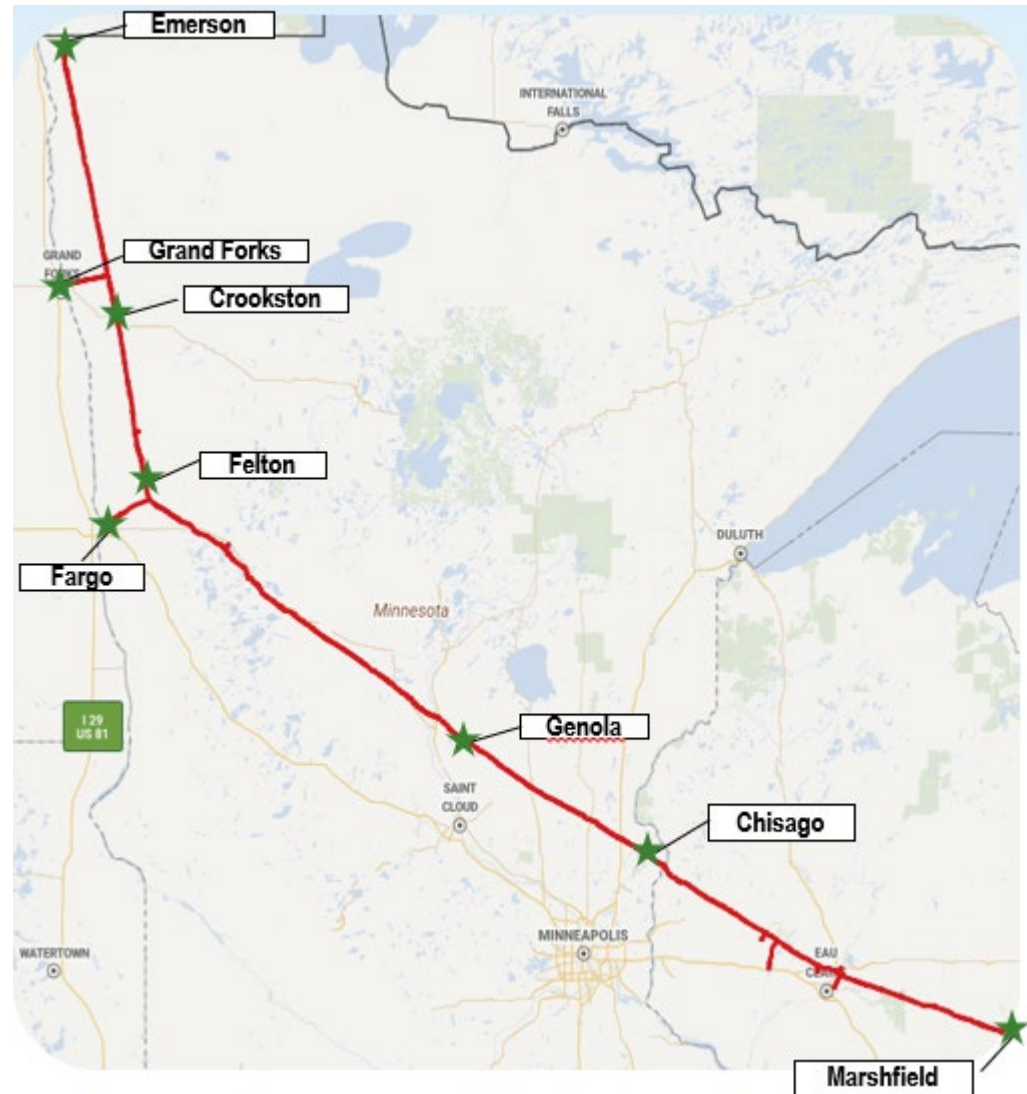 Emerson
INTERNATIONAL
FALLS
Grand Forks
GRAND
FORKS
Crookston
Felton
DULUTH
Fargo
Minnesota
I 29
US 81
Genola
SAINT
CLOUD
Chisago
MINNEAPOLIS
WATERTOWN
EAU
Marshfield